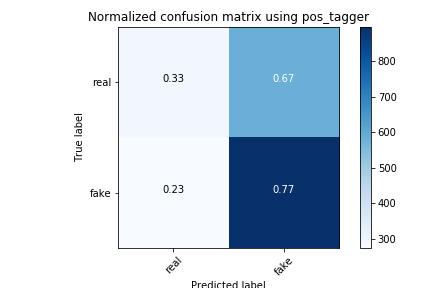 Normalized confusion matrix using pos_tagger
real
0.33
0.67
800
700
600
True label
500
fake
0.23
0.77
400
300
real
fake
Predicted label